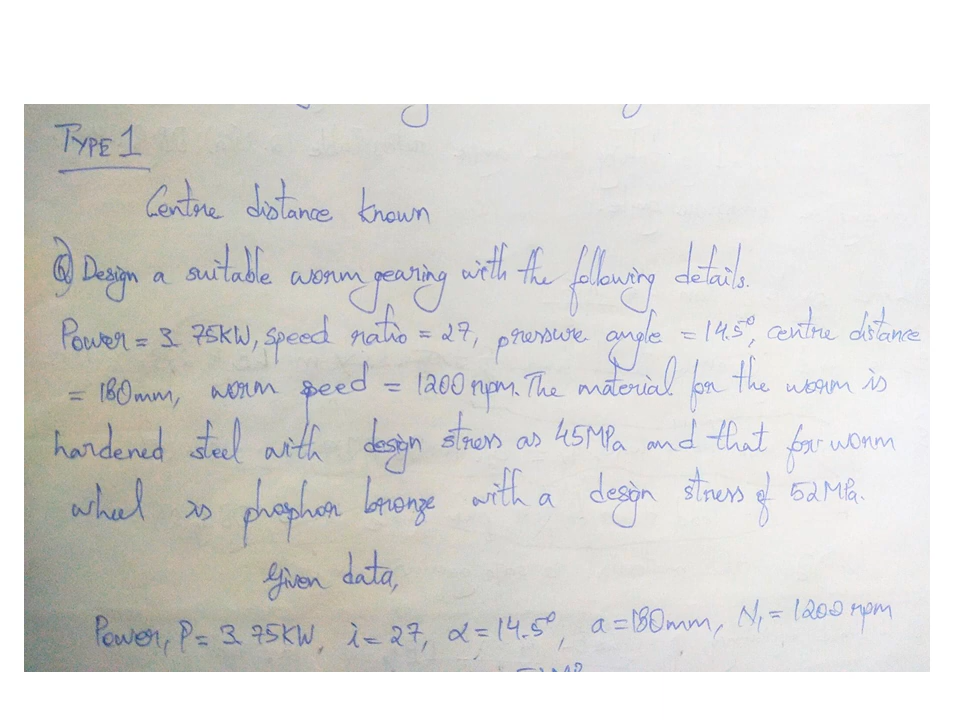 TYPE 1
Centre distance known
Q) Design a suitable worm gearing with the following details.
Power = 3.75KW, speed ratio = 27, pressure angle = 14.5°, centre distance
= 180mm, worm speed = 1200 rpm. The material for the worm is
hardened steel with design stress as 45MPa and that for worm
wheel is phosphor bronze with a design stress of 52MPa.
Given data,
Power, P = 3.75KW, i = 27, α = 14.5°, a = 180mm, N₁ = 1200 rpm